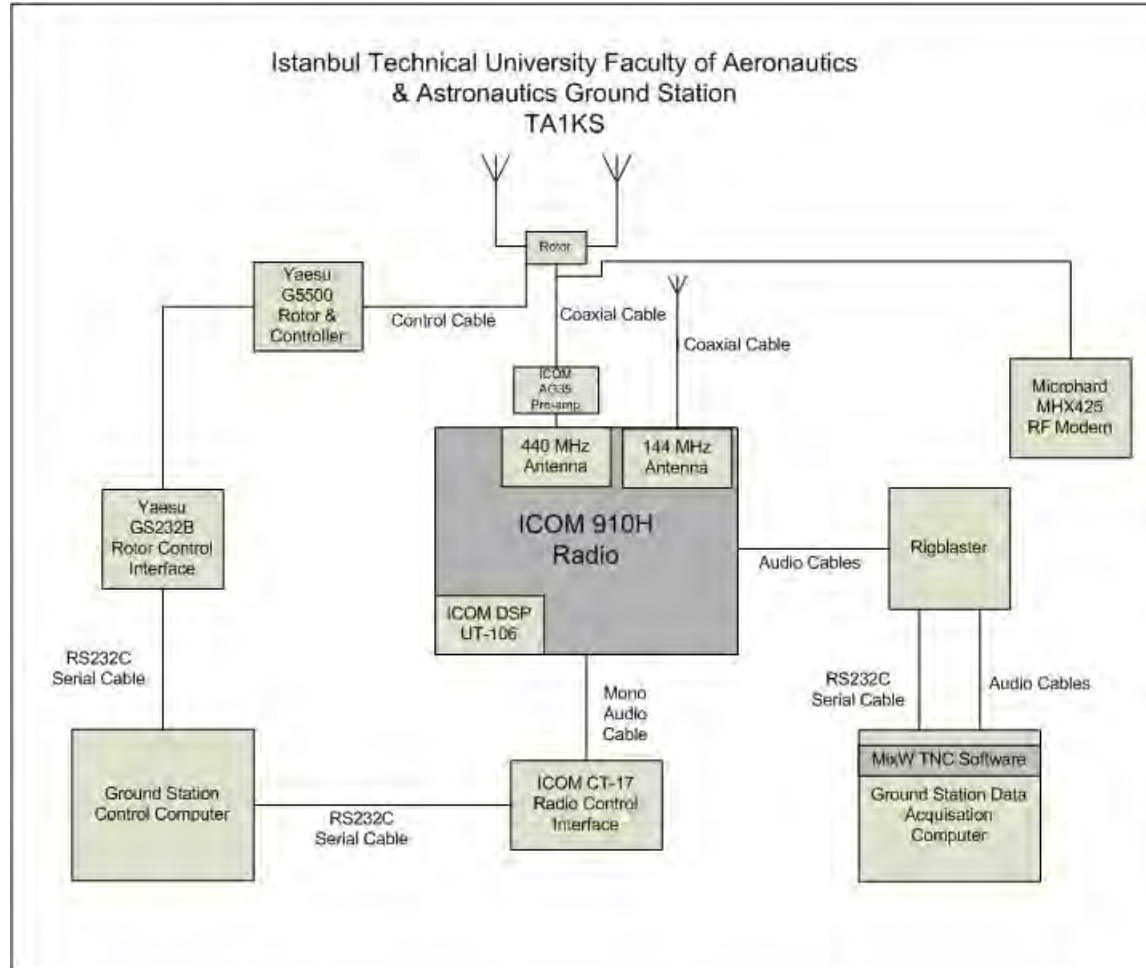 Istanbul Technical University Faculty of Aeronautics
& Astronautics Ground Station
TA1KS
Rotor
Yaesu
G5500
Rotor &
Controller
Control Cable
Coaxial Cable
Coaxial Cable
ICOM
AG35
Pre-amp
Microhard
MHX425
RF Modem
440 MHz
Antenna
144 MHz
Antenna
ICOM 910H
Radio
Yaesu
GS232B
Rotor Control
Interface
Audio Cables
Rigblaster
ICOM DSP
UT-106
RS232C
Serial Cable
Mono
Audio
Cable
RS232C
Serial Cable
Audio Cables
Ground Station
Control Computer
RS232C
Serial Cable
ICOM CT-17
Radio Control
Interface
MixW TNC Software
Ground Station Data
Acquisation
Computer